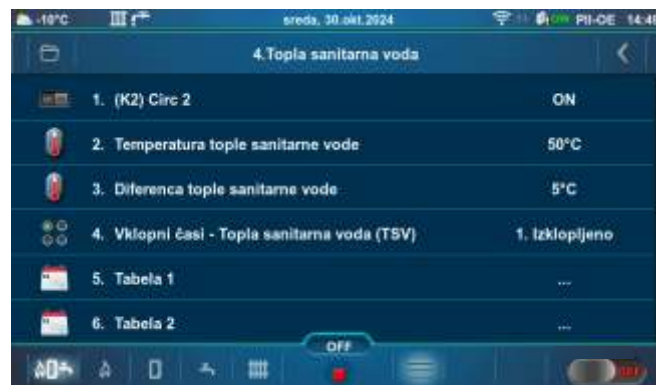 -10°C sreda, 30.okt.2024 PII-OE 14:48
4.Topla sanitarna voda
1. (K2) Circ 2 ON
2. Temperatura tople sanitarne vode 50°C
3. Diferenca tople sanitarne vode 5°C
4. Vklopni časi - Topla sanitarna voda (TSV) 1. Izklopljeno
5. Tabela 1 ...
6. Tabela 2 ...
OFF
OFF